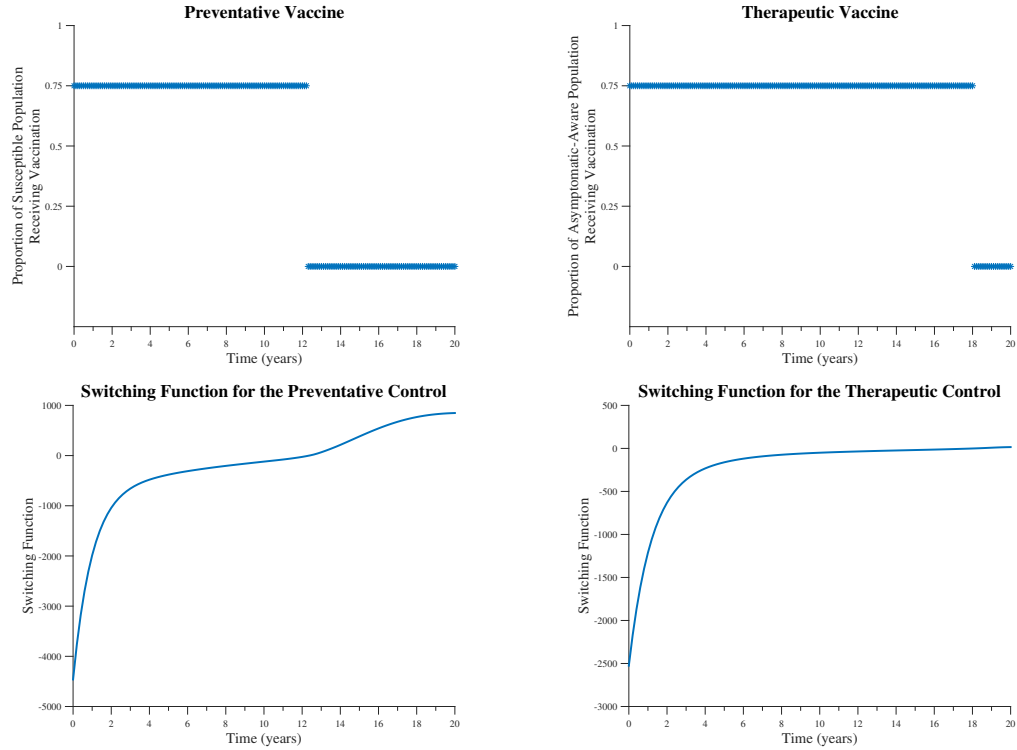 Preventative Vaccine
1
0.75
0.5
0.25
0
Proportion of Susceptible Population
Receiving Vaccination
0 2 4 6 8 10 12 14 16 18 20
Time (years)
Therapeutic Vaccine
1
0.75
0.5
0.25
0
Proportion of Asymptomatic-Aware Population
Receiving Vaccination
0 2 4 6 8 10 12 14 16 18 20
Time (years)
Switching Function for the Preventative Control
1000
0
-1000
-2000
-3000
-4000
-5000
Switching Function
0 2 4 6 8 10 12 14 16 18 20
Time (years)
Switching Function for the Therapeutic Control
500
0
-500
-1000
-1500
-2000
-2500
-3000
Switching Function
0 2 4 6 8 10 12 14 16 18 20
Time (years)